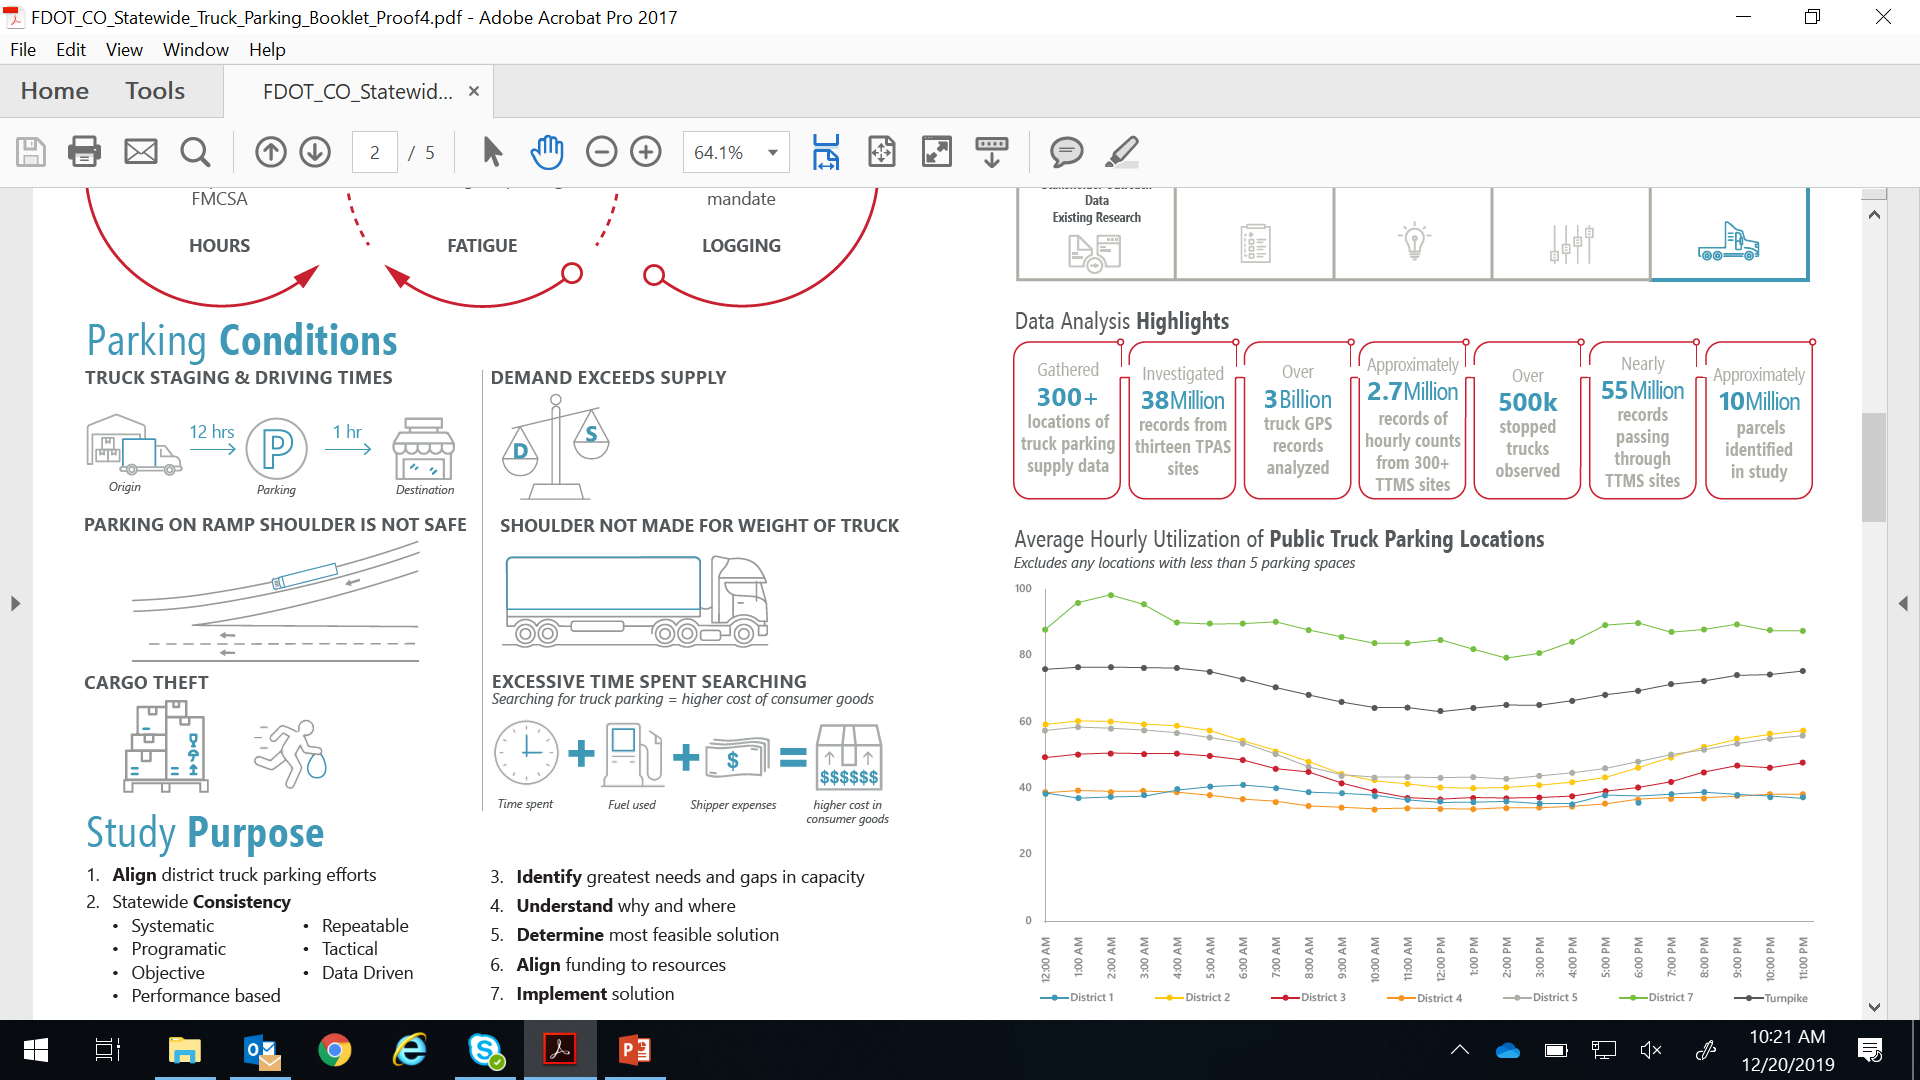 FDOT_CO_Statewide_Truck_Parking_Booklet_Proof4.pdf - Adobe Acrobat Pro 2017
File Edit View Window Help
Home Tools FDOT_CO_Statewid... ×
2 / 5 64.1%
FMCSA
HOURS
FATIGUE
mandate
LOGGING
Parking Conditions
TRUCK STAGING & DRIVING TIMES
12 hrs
P
1 hr
Origin
Parking
Destination
DEMAND EXCEEDS SUPPLY
D
S
PARKING ON RAMP SHOULDER IS NOT SAFE
SHOULDER NOT MADE FOR WEIGHT OF TRUCK
CARGO THEFT
EXCESSIVE TIME SPENT SEARCHING
Searching for truck parking = higher cost of consumer goods
$
$$$$$$
Time spent
Fuel used
Shipper expenses
higher cost in
consumer goods
Study Purpose
1. Align district truck parking efforts
2. Statewide Consistency
• Systematic
• Programatic
• Objective
• Performance based
• Repeatable
• Tactical
• Data Driven
3. Identify greatest needs and gaps in capacity
4. Understand why and where
5. Determine most feasible solution
6. Align funding to resources
7. Implement solution
Data
Existing Research
Data Analysis Highlights
Gathered
300+
locations of
truck parking
supply data
Investigated
38Million
records from
thirteen TPAS
sites
Over
3Billion
truck GPS
records
analyzed
Approximately
2.7Million
records of
hourly counts
from 300+
TTMS sites
Over
500k
stopped
trucks
observed
Nearly
55Million
records
passing
through
TTMS sites
Approximately
10Million
parcels
identified
in study
Average Hourly Utilization of Public Truck Parking Locations
Excludes any locations with less than 5 parking spaces
100
80
60
40
20
0
12:00 AM
1:00 AM
2:00 AM
3:00 AM
4:00 AM
5:00 AM
6:00 AM
7:00 AM
8:00 AM
9:00 AM
10:00 AM
11:00 AM
12:00 PM
1:00 PM
2:00 PM
3:00 PM
4:00 PM
5:00 PM
6:00 PM
7:00 PM
8:00 PM
9:00 PM
10:00 PM
11:00 PM
District 1 District 2 District 3 District 4 District 5 District 7 Turnpike
10:21 AM
12/20/2019